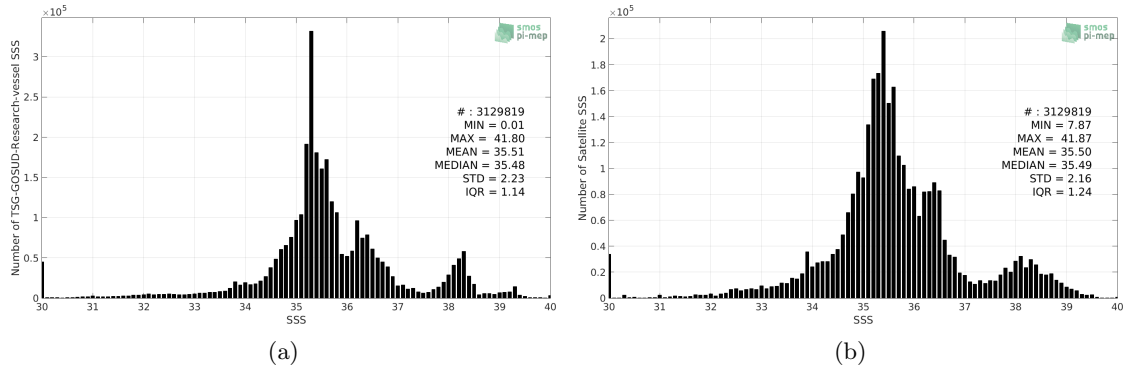 ×10^5
smos
pi-mep
3
2.5
2
1.5
1
0.5
0
Number of TSG-GOSUD-Research-vessel SSS
# : 3129819
MIN = 0.01
MAX =  41.80
MEAN = 35.51
MEDIAN = 35.48
STD = 2.23
IQR = 1.14
30 31 32 33 34 35 36 37 38 39 40
SSS
(a)
×10^5
smos
pi-mep
2
1.8
1.6
1.4
1.2
1
0.8
0.6
0.4
0.2
0
Number of Satellite SSS
# : 3129819
MIN = 7.87
MAX =  41.87
MEAN = 35.50
MEDIAN = 35.49
STD = 2.16
IQR = 1.24
30 31 32 33 34 35 36 37 38 39 40
SSS
(b)